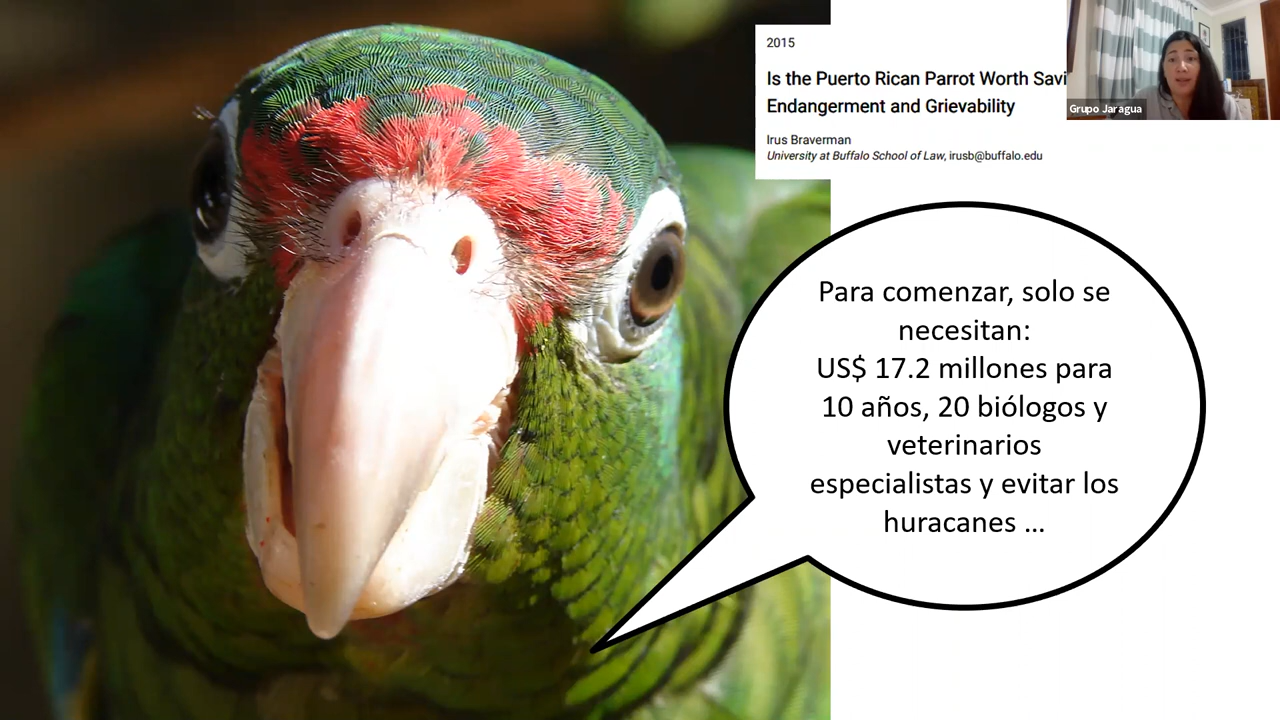 2015
Is the Puerto Rican Parrot Worth
Endangerment and Grievability
Irus Braverman
University at Buffalo School of Law, irusb@buffalo.edu
Grupo Jaragua
Para comenzar, solo se
necesitan:
US$ 17.2 millones para
10 años, 20 biólogos y
veterinarios
especialistas y evitar los
huracanes ...